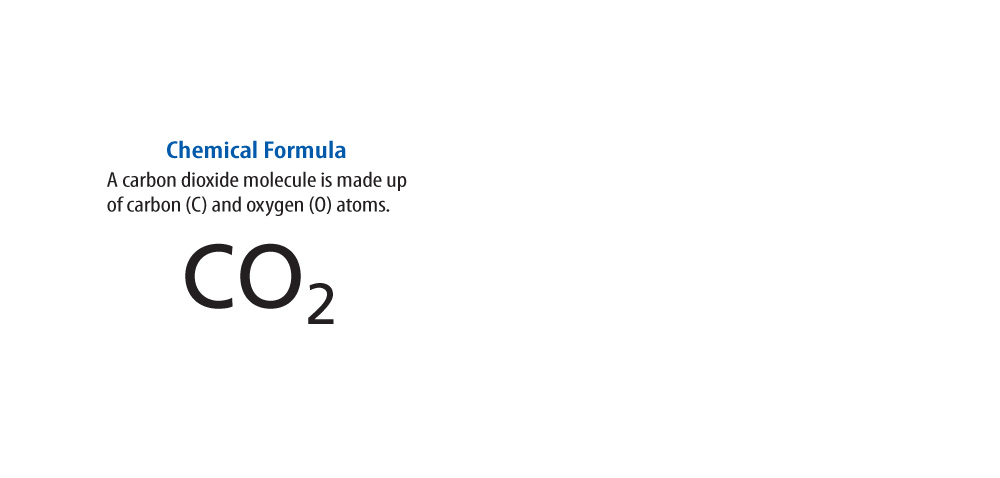 Chemical Formula
A carbon dioxide molecule is made up
of carbon (C) and oxygen (O) atoms.
CO₂